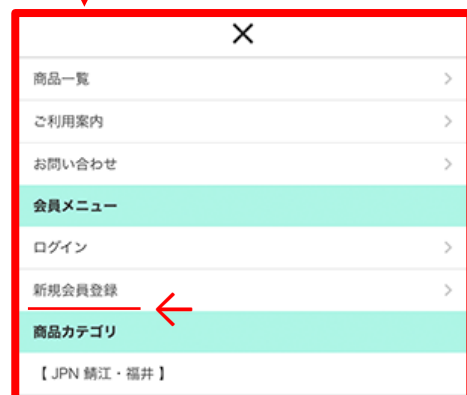 商品一覧
ご利用案内
お問い合わせ
会員メニュー
ログイン
新規会員登録
商品カテゴリ
【 JPN 鯖江・福井 】